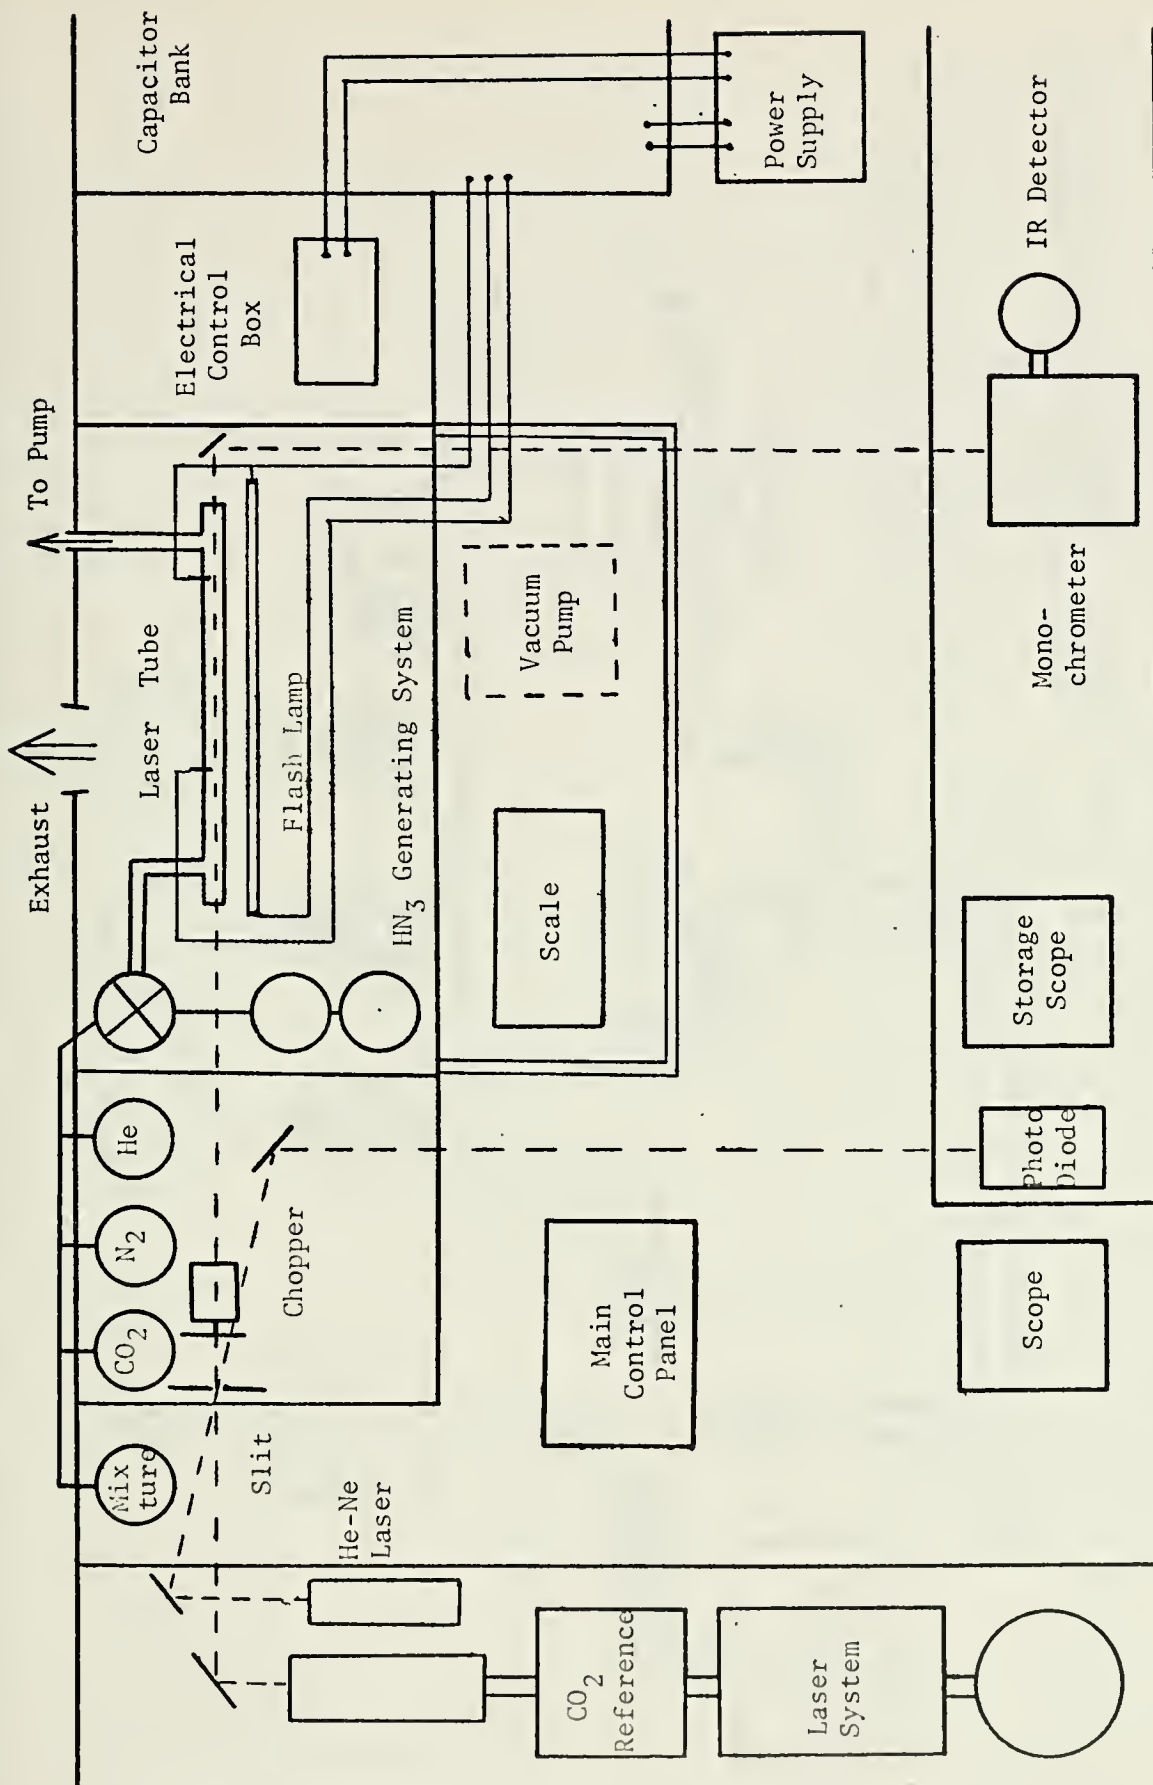 Exhaust
To Pump
Capacitor
Bank
Mix
ture
CO2
N2
He
Laser Tube
Electrical
Control
Box
Slit
Chopper
Flash Lamp
He-Ne
Laser
HN3 Generating System
Power
Supply
CO2
Reference
Main
Control
Panel
Scale
Vacuum
Pump
Laser
System
Scope
Photo
Diode
Storage
Scope
Mono-
chrometer
IR Detector